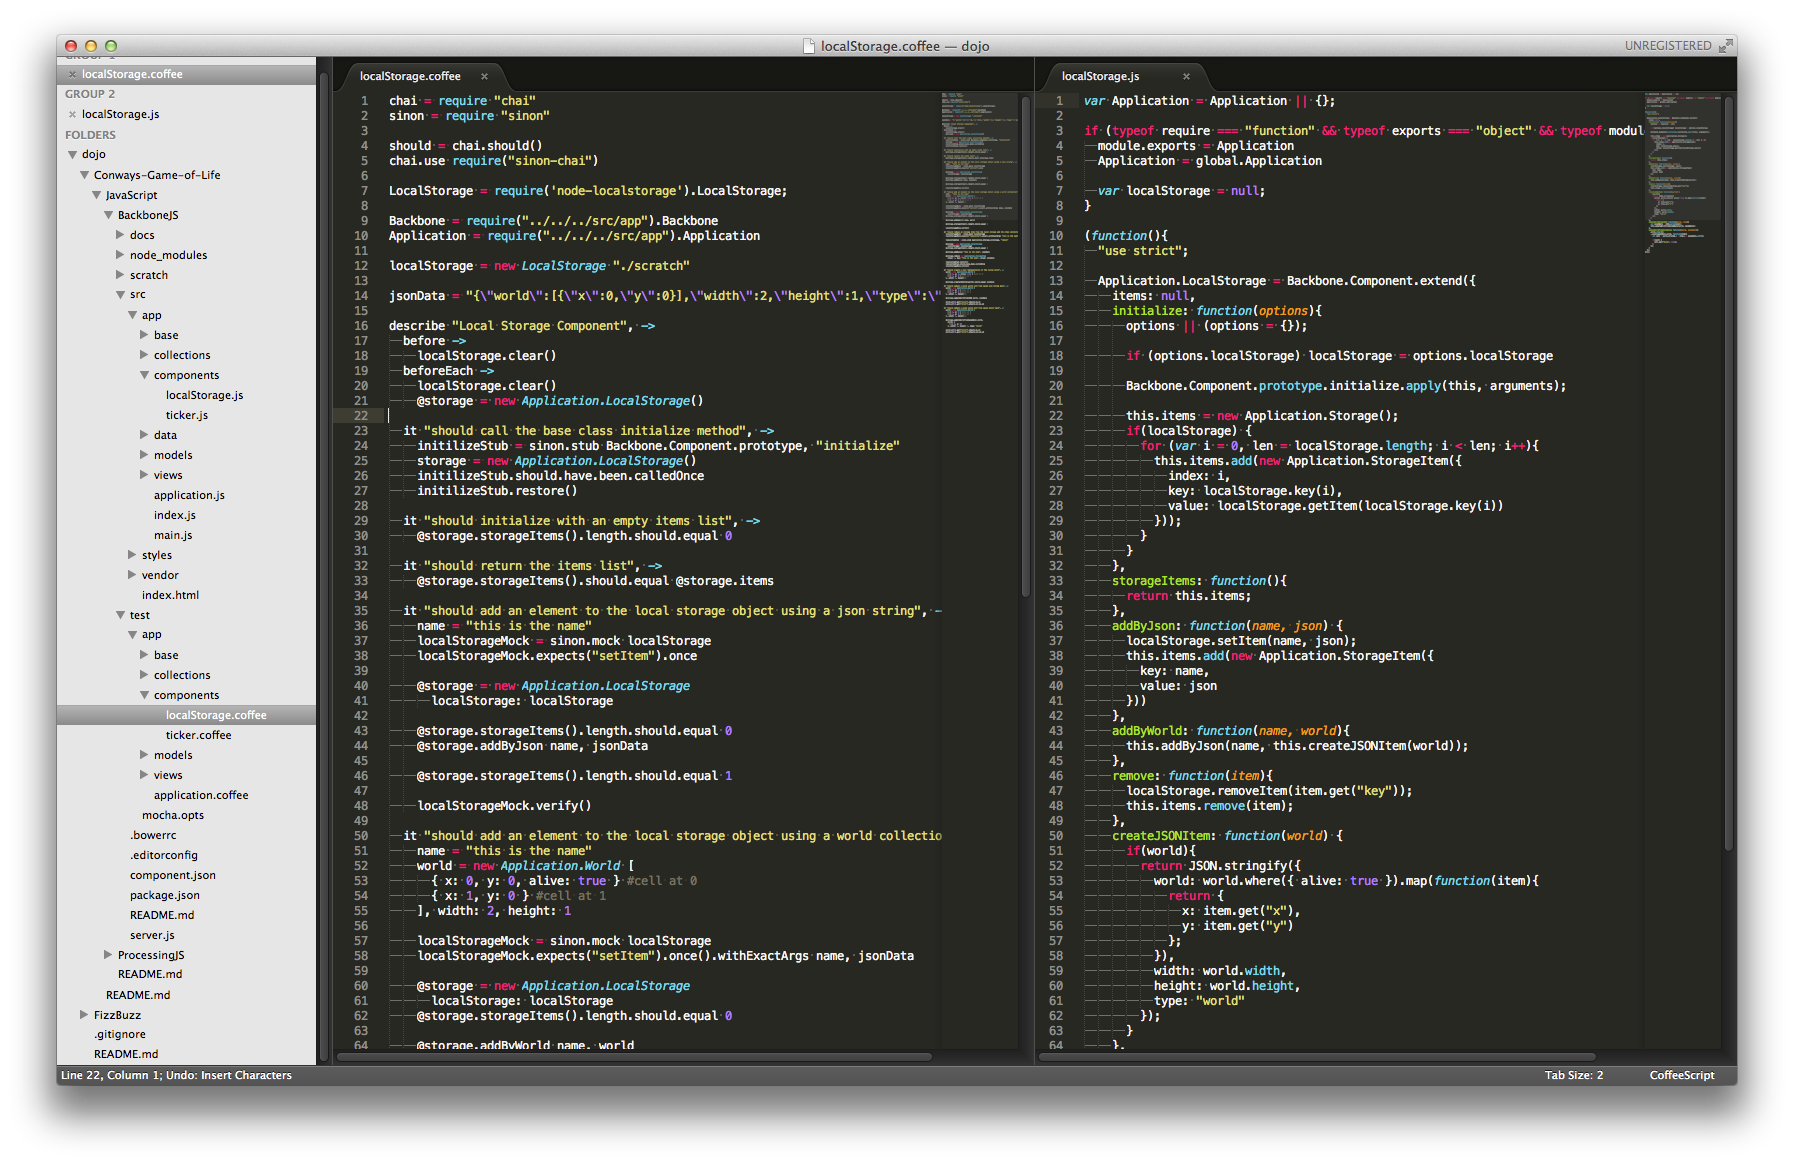 localStorage.coffee — dojo
UNREGISTERED
localStorage.coffee
GROUP 2
localStorage.js
FOLDERS
dojo
Conways-Game-of-Life
JavaScript
BackboneJS
docs
node_modules
scratch
src
app
base
collections
components
localStorage.js
ticker.js
data
models
views
application.js
index.js
main.js
styles
vendor
index.html
test
app
base
collections
components
localStorage.coffee
ticker.coffee
models
views
application.coffee
mocha.opts
.bowerrc
.editorconfig
component.json
package.json
README.md
server.js
ProcessingJS
README.md
README.md
FizzBuzz
.gitignore
README.md
localStorage.coffee
1 chai = require "chai"
2 sinon = require "sinon"
3
4 should = chai.should()
5 chai.use require("sinon-chai")
6
7 LocalStorage = require('node-localstorage').LocalStorage;
8
9 Backbone = require("../../../src/app").Backbone
10 Application = require("../../../src/app").Application
11
12 localStorage = new LocalStorage "./scratch"
13
14 jsonData = "{\"world\":[{\"x\":0,\"y\":0}],\"width\":2,\"height\":1,\"type\":\"
15
16 describe "Local Storage Component", ->
17 before ->
18 localStorage.clear()
19 beforeEach ->
20 localStorage.clear()
21 @storage = new Application.LocalStorage()
22
23 it "should call the base class initialize method", ->
24 initilizeStub = sinon.stub Backbone.Component.prototype, "initialize"
25 storage = new Application.LocalStorage()
26 initilizeStub.should.have.been.calledOnce
27 initilizeStub.restore()
28
29 it "should initialize with an empty items list", ->
30 @storage.storageItems().length.should.equal 0
31
32 it "should return the items list", ->
33 @storage.storageItems().should.equal @storage.items
34
35 it "should add an element to the local storage object using a json string", -
36 name = "this is the name"
37 localStorageMock = sinon.mock localStorage
38 localStorageMock.expects("setItem").once
39
40 @storage = new Application.LocalStorage
41 localStorage: localStorage
42
43 @storage.storageItems().length.should.equal 0
44 @storage.addByJson name, jsonData
45
46 @storage.storageItems().length.should.equal 1
47
48 localStorageMock.verify()
49
50 it "should add an element to the local storage object using a world collectio
51 name = "this is the name"
52 world = new Application.World [
53 { x: 0, y: 0, alive: true } #cell at 0
54 { x: 1, y: 0 } #cell at 1
55 ], width: 2, height: 1
56
57 localStorageMock = sinon.mock localStorage
58 localStorageMock.expects("setItem").once().withExactArgs name, jsonData
59
60 @storage = new Application.LocalStorage
61 localStorage: localStorage
62 @storage.storageItems().length.should.equal 0
63
64 @storage.addByWorld name, world
localStorage.js
1 var Application = Application || {};
2
3 if (typeof require === "function" && typeof exports === "object" && typeof modul
4 module.exports = Application
5 Application = global.Application
6
7 var localStorage = null;
8 }
9
10 (function(){
11 "use strict";
12
13 Application.LocalStorage = Backbone.Component.extend({
14 items: null,
15 initialize: function(options){
16 options || (options = {});
17
18 if (options.localStorage) localStorage = options.localStorage
19
20 Backbone.Component.prototype.initialize.apply(this, arguments);
21
22 this.items = new Application.Storage();
23 if(localStorage) {
24 for (var i = 0, len = localStorage.length; i < len; i++){
25 this.items.add(new Application.StorageItem({
26 index: i,
27 key: localStorage.key(i),
28 value: localStorage.getItem(localStorage.key(i))
29 }));
30 }
31 }
32 },
33 storageItems: function(){
34 return this.items;
35 },
36 addByJson: function(name, json) {
37 localStorage.setItem(name, json);
38 this.items.add(new Application.StorageItem({
39 key: name,
40 value: json
41 }))
42 },
43 addByWorld: function(name, world){
44 this.addByJson(name, this.createJSONItem(world));
45 },
46 remove: function(item){
47 localStorage.removeItem(item.get("key"));
48 this.items.remove(item);
49 },
50 createJSONItem: function(world) {
51 if(world){
52 return JSON.stringify({
53 world: world.where({ alive: true }).map(function(item){
54 return {
55 x: item.get("x"),
56 y: item.get("y")
57 };
58 }),
59 width: world.width,
60 height: world.height,
61 type: "world"
62 });
63 }
64 },
Line 22, Column 1; Undo: Insert Characters
Tab Size: 2
CoffeeScript